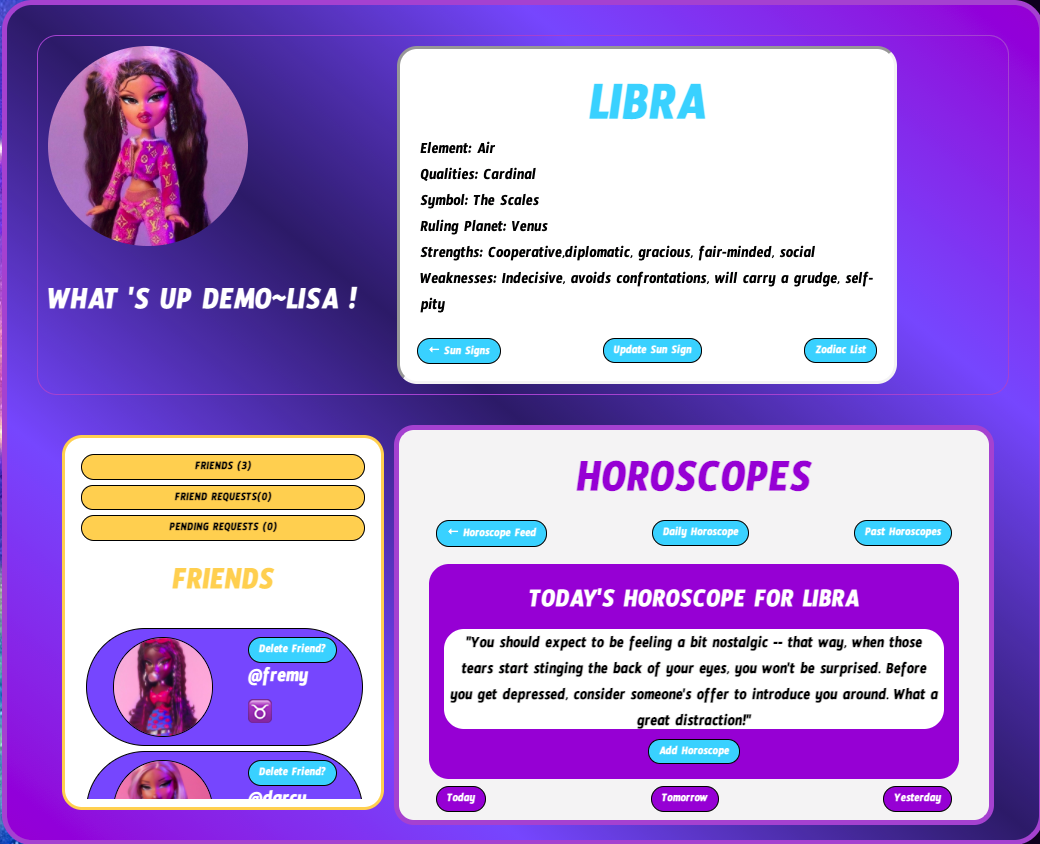 LIBRA
Element: Air
Qualities: Cardinal
Symbol: The Scales
Ruling Planet: Venus
Strengths: Cooperative,diplomatic, gracious, fair-minded, social
Weaknesses: Indecisive, avoids confrontations, will carry a grudge, self-
pity
← Sun Signs
Update Sun Sign
Zodiac List
WHAT 'S UP DEMO~LISA !
FRIENDS (3)
FRIEND REQUESTS(0)
PENDING REQUESTS (0)
FRIENDS
Delete Friend?
@fremy
♉
Delete Friend?
@darcy
HOROSCOPES
← Horoscope Feed
Daily Horoscope
Past Horoscopes
TODAY'S HOROSCOPE FOR LIBRA
"You should expect to be feeling a bit nostalgic -- that way, when those
tears start stinging the back of your eyes, you won't be surprised. Before
you get depressed, consider someone's offer to introduce you around. What a
great distraction!"
Add Horoscope
Today
Tomorrow
Yesterday